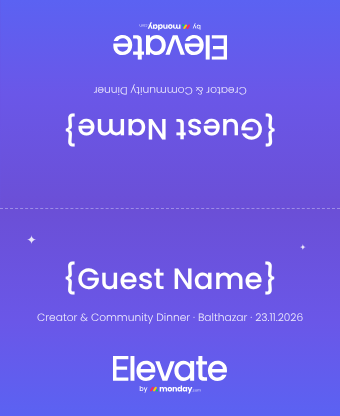 by monday.com
Elevate
Creator & Community Dinner
{Guest Name}
{Guest Name}
Creator & Community Dinner · Balthazar · 23.11.2026
Elevate
by monday.com